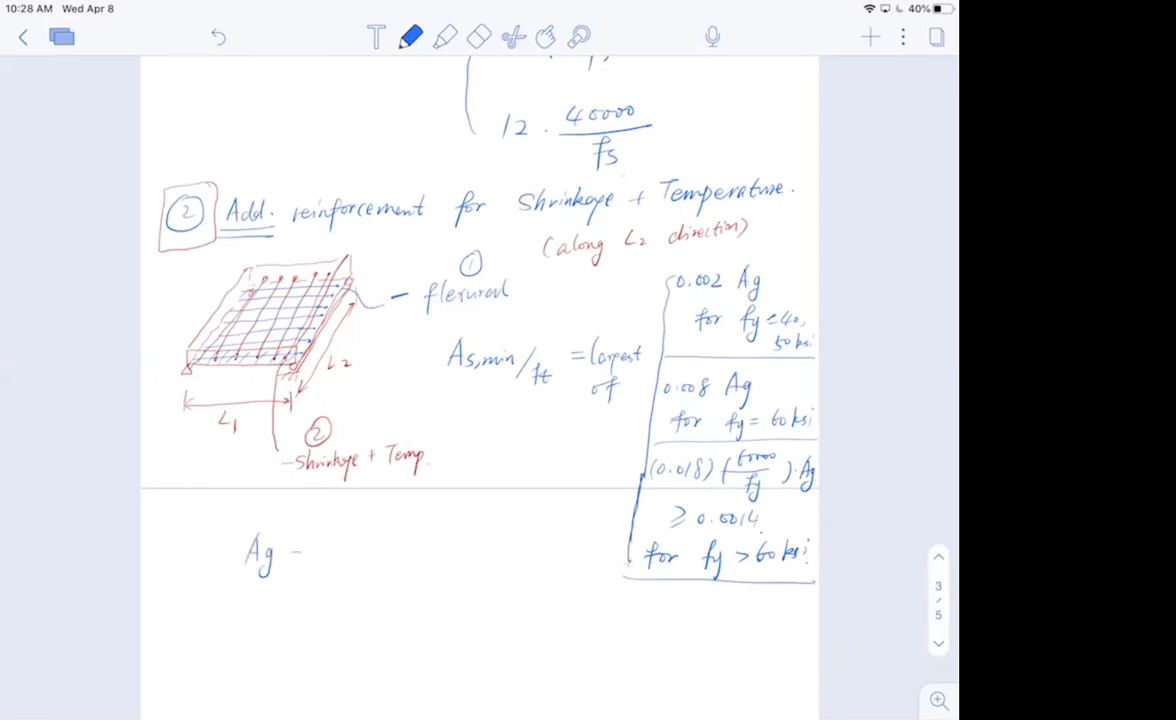 10:28 AM Wed Apr 8
40%
T
12 · 40000 / fs
② Add. reinforcement for Shrinkage + Temperature.
(along L2 direction)
①
- flexural
As,min/ft = largest of
0.002 Ag
for fy = 40, 50 ksi
0.008 Ag
for fy = 60 ksi
(0.018) (60000 / fy) · Ag
≥ 0.0014
for fy > 60 ksi
L2
L1
②
- Shrinkage + Temp.
Ag -
3
/
5